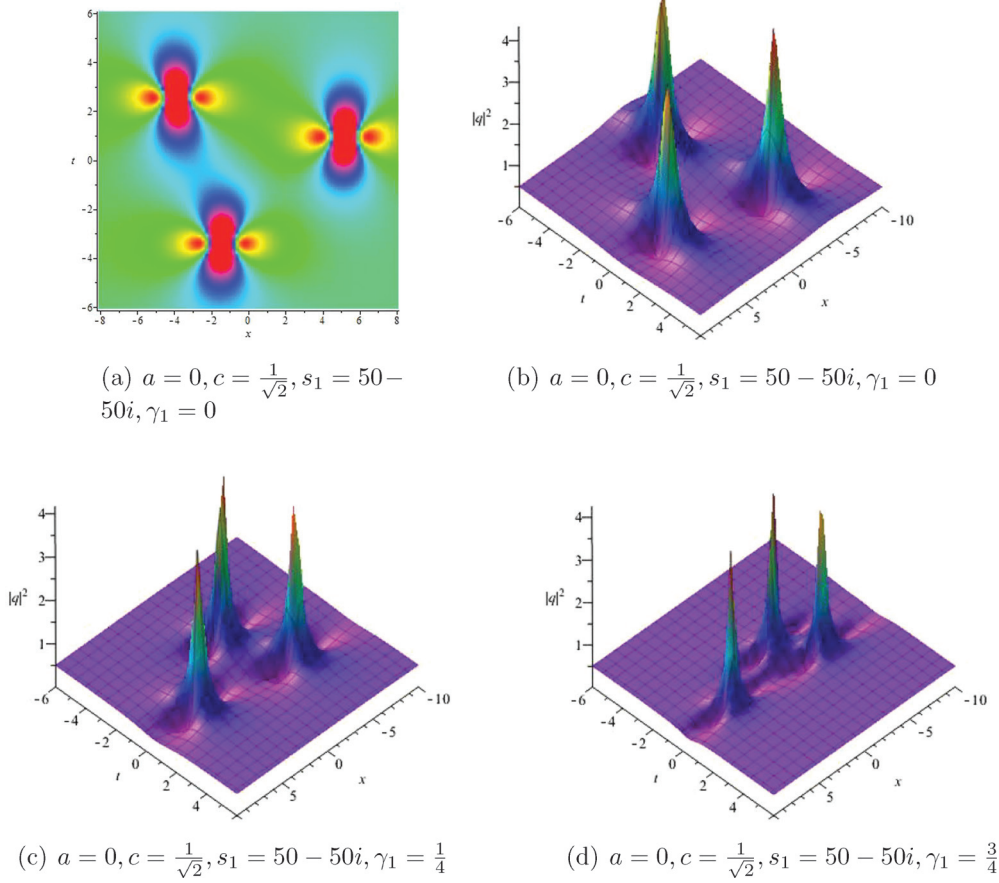 6
4
2
t 0
-2
-4
-6
-8 -6 -4 -2 0 2 4 6 8
x
4
3
|q|²
2
1
-6
-4
-2
t 0
2
4
-10
-5
0
x
5
(a) a = 0, c = 1/√2, s₁ = 50−
50i, γ₁ = 0
(b) a = 0, c = 1/√2, s₁ = 50 − 50i, γ₁ = 0
4
3
|q|²
2
1
-6
-4
-2
t 0
2
4
-10
-5
0
x
5
4
3
|q|²
2
1
-6
-4
-2
t 0
2
4
-10
-5
0
x
5
(c) a = 0, c = 1/√2, s₁ = 50 − 50i, γ₁ = 1/4
(d) a = 0, c = 1/√2, s₁ = 50 − 50i, γ₁ = 3/4